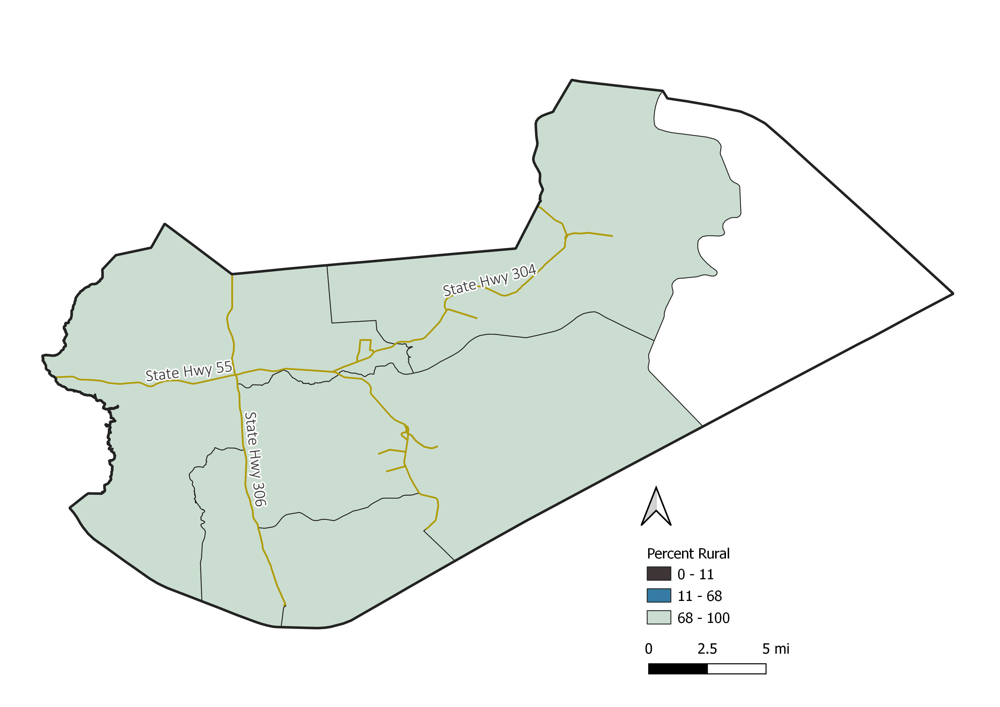 State Hwy 304
State Hwy 55
State Hwy 306
Percent Rural
0 - 11
11 - 68
68 - 100
0 2.5 5 mi